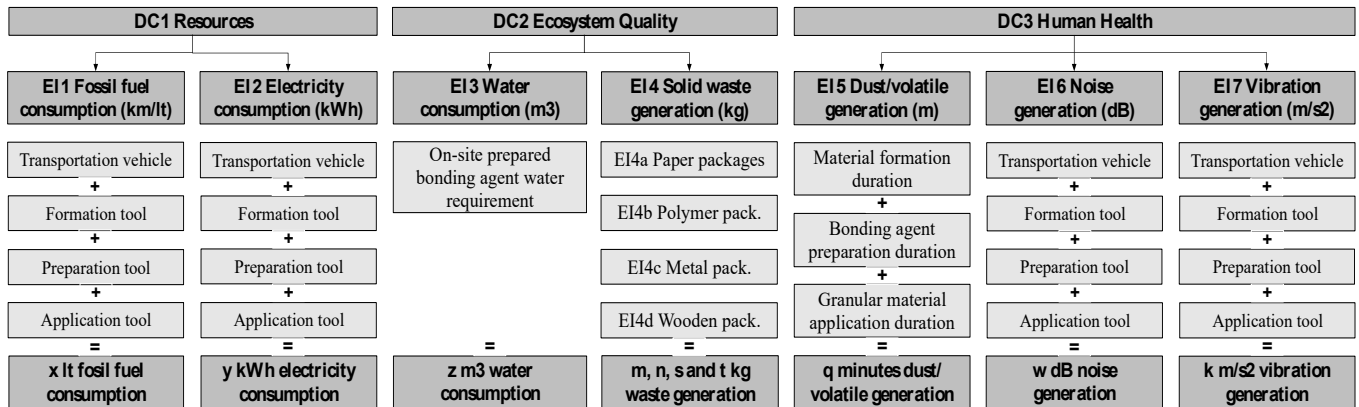 DC1 Resources
DC2 Ecosystem Quality
DC3 Human Health
EI1 Fossil fuel
consumption (km/lt)
EI2 Electricity
consumption (kWh)
EI3 Water
consumption (m3)
EI4 Solid waste
generation (kg)
EI5 Dust/volatile
generation (m)
EI6 Noise
generation (dB)
EI7 Vibration
generation (m/s2)
Transportation vehicle
+
Formation tool
+
Preparation tool
+
Application tool
=
x lt fosil fuel
consumption
Transportation vehicle
+
Formation tool
+
Preparation tool
+
Application tool
=
y kWh electricity
consumption
On-site prepared
bonding agent water
requirement
=
z m3 water
consumption
EI4a Paper packages
EI4b Polymer pack.
EI4c Metal pack.
EI4d Wooden pack.
=
m, n, s and t kg
waste generation
Material formation
duration
+
Bonding agent
preparation duration
+
Granular material
application duration
=
q minutes dust/
volatile generation
Transportation vehicle
+
Formation tool
+
Preparation tool
+
Application tool
=
w dB noise
generation
Transportation vehicle
+
Formation tool
+
Preparation tool
+
Application tool
=
k m/s2 vibration
generation